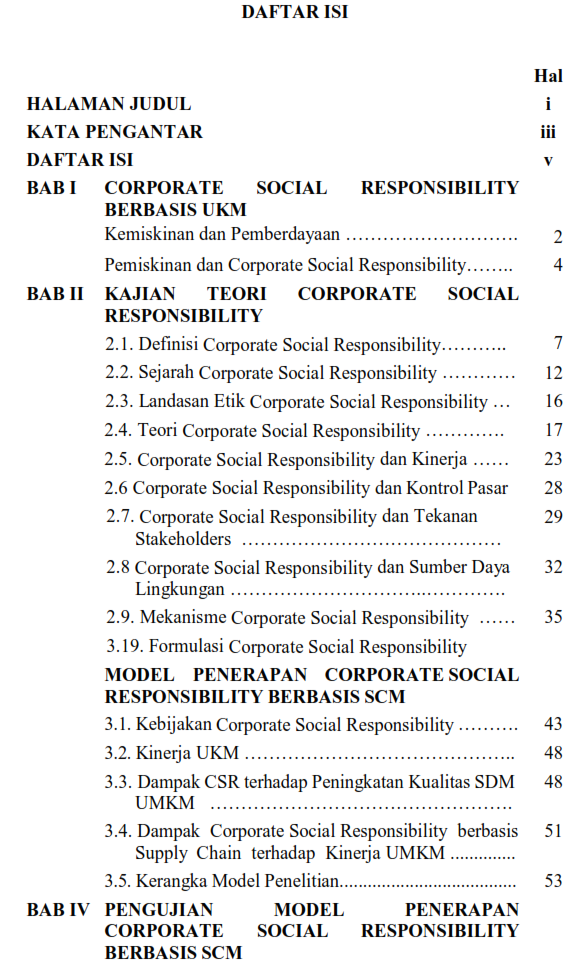 DAFTAR ISI
Hal
HALAMAN JUDUL i
KATA PENGANTAR iii
DAFTAR ISI v
BAB I CORPORATE SOCIAL RESPONSIBILITY
BERBASIS UKM
Kemiskinan dan Pemberdayaan ………………………. 2
Pemiskinan dan Corporate Social Responsibility…….. 4
BAB II KAJIAN TEORI CORPORATE SOCIAL
RESPONSIBILITY
2.1. Definisi Corporate Social Responsibility……….. 7
2.2. Sejarah Corporate Social Responsibility ………… 12
2.3. Landasan Etik Corporate Social Responsibility … 16
2.4. Teori Corporate Social Responsibility …………. 17
2.5. Corporate Social Responsibility dan Kinerja …… 23
2.6 Corporate Social Responsibility dan Kontrol Pasar 28
2.7. Corporate Social Responsibility dan Tekanan 29
Stakeholders ……………………………………
2.8 Corporate Social Responsibility dan Sumber Daya 32
Lingkungan …………………………..………….
2.9. Mekanisme Corporate Social Responsibility …… 35
3.19. Formulasi Corporate Social Responsibility
MODEL PENERAPAN CORPORATE SOCIAL
RESPONSIBILITY BERBASIS SCM
3.1. Kebijakan Corporate Social Responsibility ………. 43
3.2. Kinerja UKM …………………………………….. 48
3.3. Dampak CSR terhadap Peningkatan Kualitas SDM 48
UMKM ………………………………………….
3.4. Dampak Corporate Social Responsibility berbasis 51
Supply Chain terhadap Kinerja UMKM ..............
3.5. Kerangka Model Penelitian...................................... 53
BAB IV PENGUJIAN MODEL PENERAPAN
CORPORATE SOCIAL RESPONSIBILITY
BERBASIS SCM